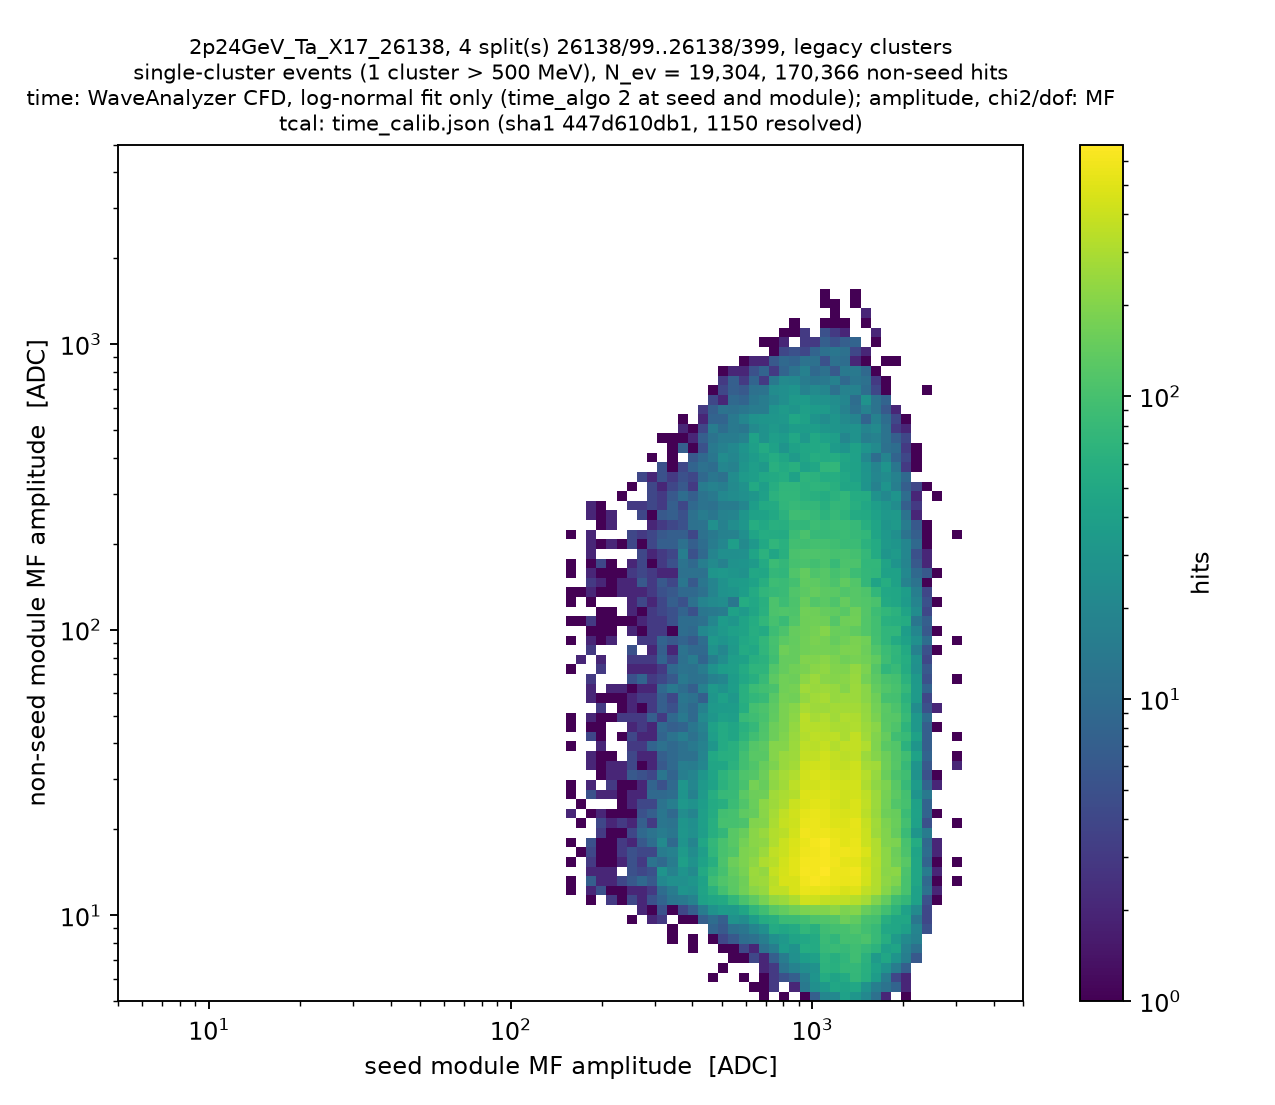 2p24GeV_Ta_X17_26138, 4 split(s) 26138/99..26138/399, legacy clusters
single-cluster events (1 cluster > 500 MeV), N_ev = 19,304, 170,366 non-seed hits
time: WaveAnalyzer CFD, log-normal fit only (time_algo 2 at seed and module); amplitude, chi2/dof: MF
tcal: time_calib.json (sha1 447d610db1, 1150 resolved)
non-seed module MF amplitude [ADC]
10³
10²
10¹
10¹
10²
10³
seed module MF amplitude [ADC]
10²
10¹
10⁰
hits